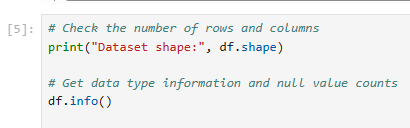 [5]: # Check the number of rows and columns
print("Dataset shape:", df.shape)
# Get data type information and null value counts
df.info()